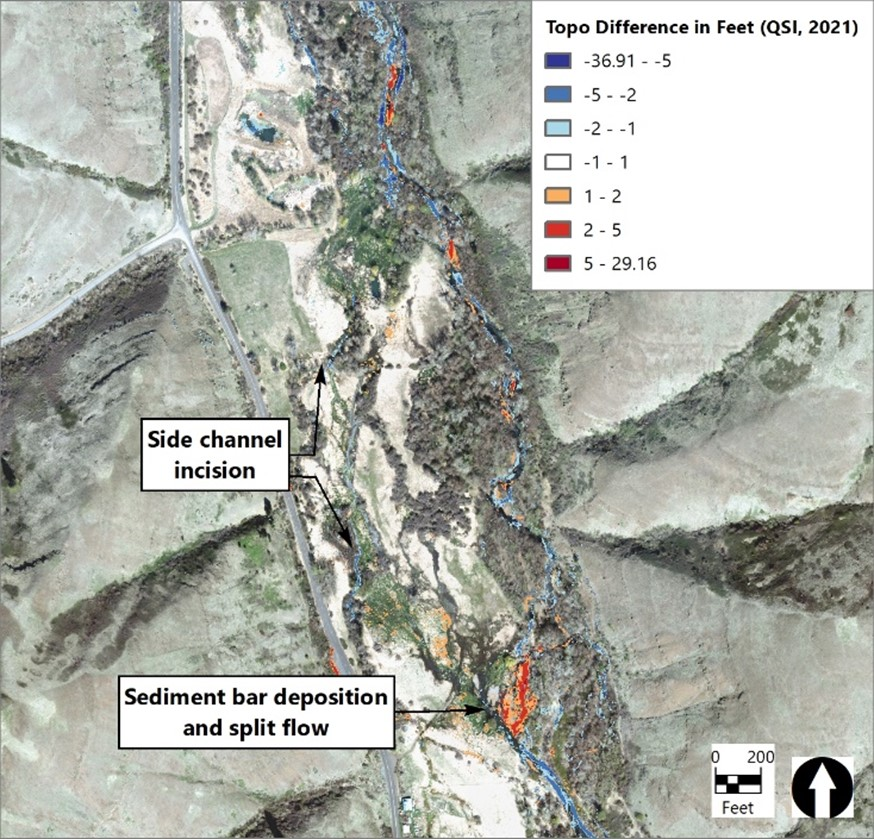 Topo Difference in Feet (QSI, 2021)
-36.91 - -5
-5 - -2
-2 - -1
-1 - 1
1 - 2
2 - 5
5 - 29.16
Side channel
incision
Sediment bar deposition
and split flow
0 200
Feet